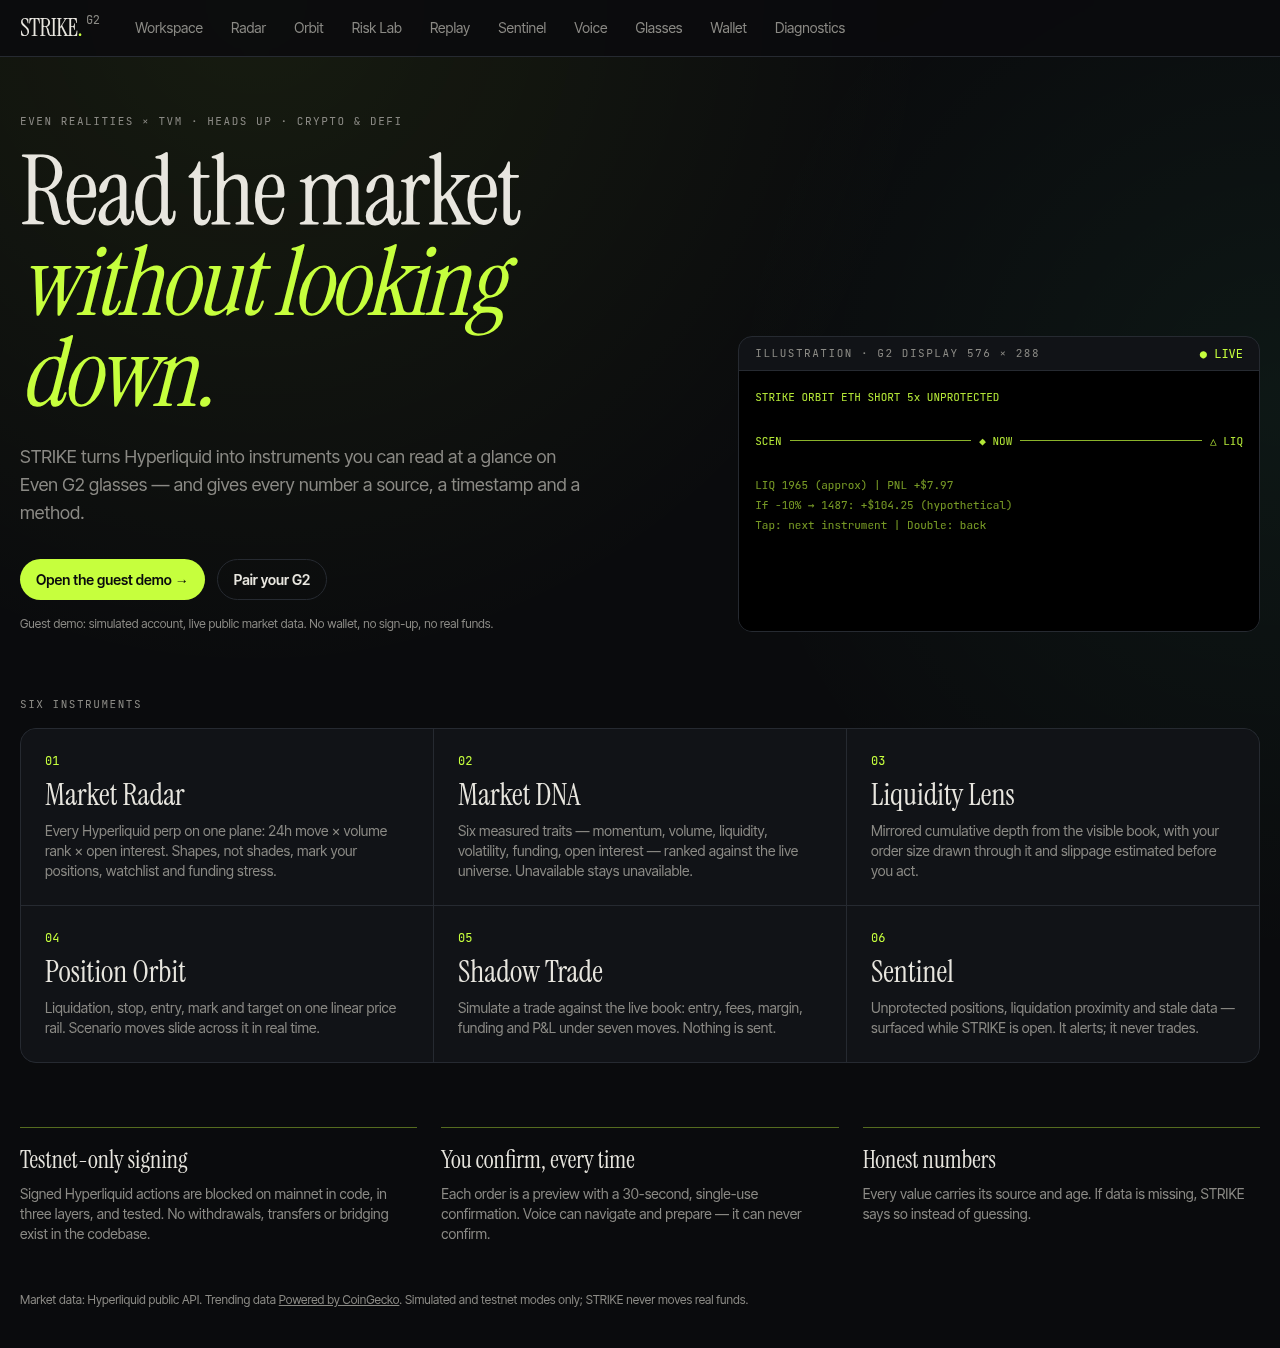 STRIKE. G2 Workspace Radar Orbit Risk Lab Replay Sentinel Voice Glasses Wallet Diagnostics
EVEN REALITIES × TVM · HEADS UP · CRYPTO & DEFI
Read the market
without looking
down.
STRIKE turns Hyperliquid into instruments you can read at a glance on
Even G2 glasses — and gives every number a source, a timestamp and a
method.
Open the guest demo →
Pair your G2
Guest demo: simulated account, live public market data. No wallet, no sign-up, no real funds.
ILLUSTRATION · G2 DISPLAY 576 × 288 ● LIVE
STRIKE ORBIT ETH SHORT 5x UNPROTECTED
SCEN ◆ NOW △ LIQ
LIQ 1965 (approx) | PNL +$7.97
If -10% → 1487: +$104.25 (hypothetical)
Tap: next instrument | Double: back
SIX INSTRUMENTS
01
Market Radar
Every Hyperliquid perp on one plane: 24h move × volume
rank × open interest. Shapes, not shades, mark your
positions, watchlist and funding stress.
02
Market DNA
Six measured traits — momentum, volume, liquidity,
volatility, funding, open interest — ranked against the live
universe. Unavailable stays unavailable.
03
Liquidity Lens
Mirrored cumulative depth from the visible book, with your
order size drawn through it and slippage estimated before
you act.
04
Position Orbit
Liquidation, stop, entry, mark and target on one linear price
rail. Scenario moves slide across it in real time.
05
Shadow Trade
Simulate a trade against the live book: entry, fees, margin,
funding and P&L under seven moves. Nothing is sent.
06
Sentinel
Unprotected positions, liquidation proximity and stale data —
surfaced while STRIKE is open. It alerts; it never trades.
Testnet-only signing
Signed Hyperliquid actions are blocked on mainnet in code, in
three layers, and tested. No withdrawals, transfers or bridging
exist in the codebase.
You confirm, every time
Each order is a preview with a 30-second, single-use
confirmation. Voice can navigate and prepare — it can never
confirm.
Honest numbers
Every value carries its source and age. If data is missing, STRIKE
says so instead of guessing.
Market data: Hyperliquid public API. Trending data Powered by CoinGecko. Simulated and testnet modes only; STRIKE never moves real funds.